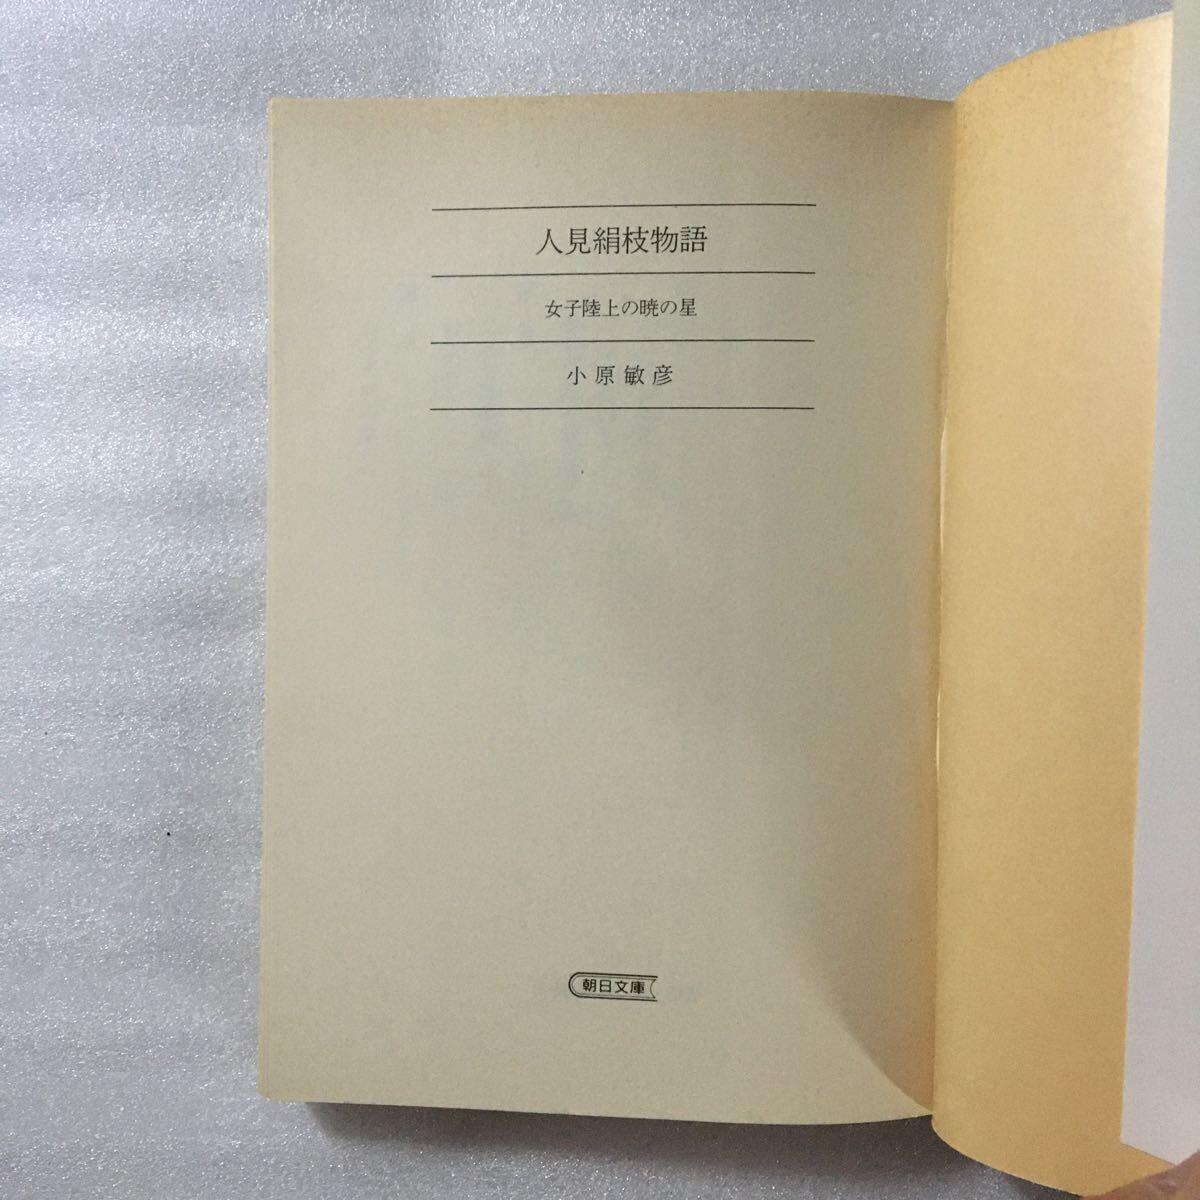 人見絹枝物語
女子陸上の暁の星
小原敏彦
朝日文庫